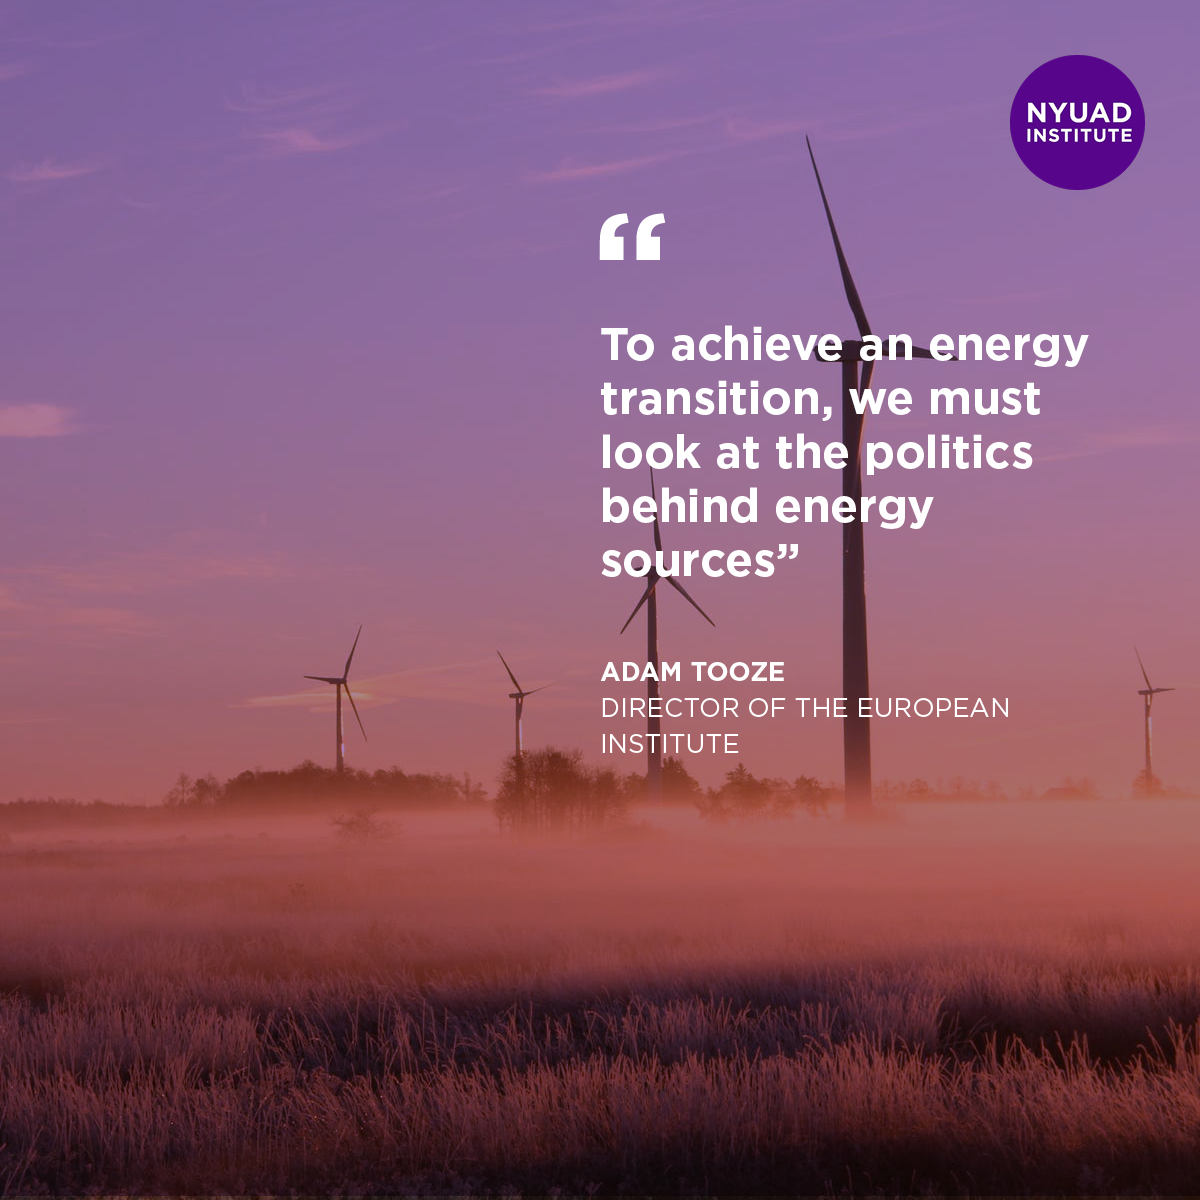 NYUAD
INSTITUTE
“
To achieve an energy
transition, we must
look at the politics
behind energy
sources”
ADAM TOOZE
DIRECTOR OF THE EUROPEAN
INSTITUTE